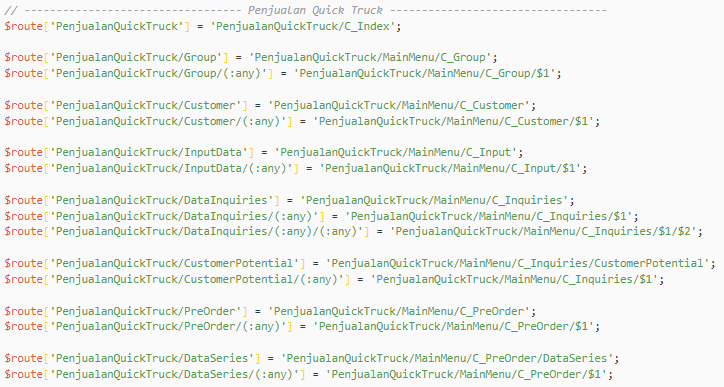 // ---------------------------------- Penjualan Quick Truck ----------------------------------
$route['PenjualanQuickTruck'] = 'PenjualanQuickTruck/C_Index';
$route['PenjualanQuickTruck/Group'] = 'PenjualanQuickTruck/MainMenu/C_Group';
$route['PenjualanQuickTruck/Group/(:any)'] = 'PenjualanQuickTruck/MainMenu/C_Group/$1';
$route['PenjualanQuickTruck/Customer'] = 'PenjualanQuickTruck/MainMenu/C_Customer';
$route['PenjualanQuickTruck/Customer/(:any)'] = 'PenjualanQuickTruck/MainMenu/C_Customer/$1';
$route['PenjualanQuickTruck/InputData'] = 'PenjualanQuickTruck/MainMenu/C_Input';
$route['PenjualanQuickTruck/InputData/(:any)'] = 'PenjualanQuickTruck/MainMenu/C_Input/$1';
$route['PenjualanQuickTruck/DataInquiries'] = 'PenjualanQuickTruck/MainMenu/C_Inquiries';
$route['PenjualanQuickTruck/DataInquiries/(:any)'] = 'PenjualanQuickTruck/MainMenu/C_Inquiries/$1';
$route['PenjualanQuickTruck/DataInquiries/(:any)/(:any)'] = 'PenjualanQuickTruck/MainMenu/C_Inquiries/$1/$2';
$route['PenjualanQuickTruck/CustomerPotential'] = 'PenjualanQuickTruck/MainMenu/C_Inquiries/CustomerPotential';
$route['PenjualanQuickTruck/CustomerPotential/(:any)'] = 'PenjualanQuickTruck/MainMenu/C_Inquiries/$1';
$route['PenjualanQuickTruck/PreOrder'] = 'PenjualanQuickTruck/MainMenu/C_PreOrder';
$route['PenjualanQuickTruck/PreOrder/(:any)'] = 'PenjualanQuickTruck/MainMenu/C_PreOrder/$1';
$route['PenjualanQuickTruck/DataSeries'] = 'PenjualanQuickTruck/MainMenu/C_PreOrder/DataSeries';
$route['PenjualanQuickTruck/DataSeries/(:any)'] = 'PenjualanQuickTruck/MainMenu/C_PreOrder/$1';